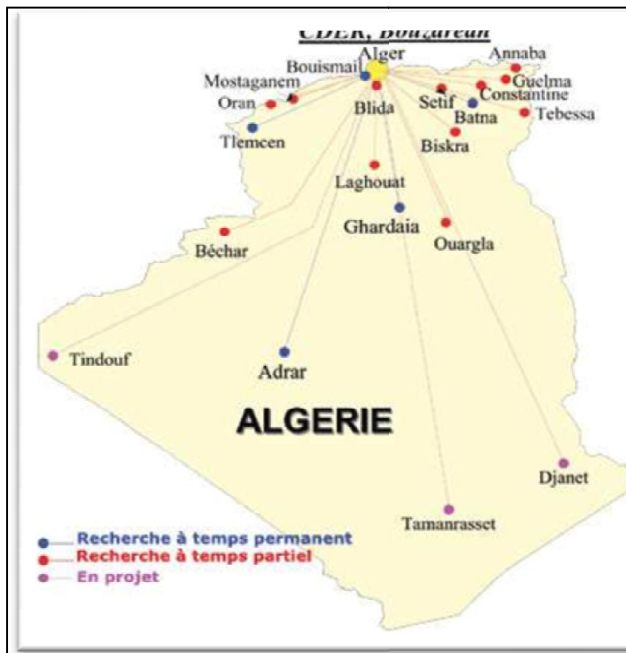 CDER, Bouzareah
Alger
Bouismail
Annaba
Mostaganem
Guelma
Oran
Blida
Setif
Constantine
Batna
Tebessa
Tlemcen
Biskra
Laghouat
Ghardaia
Ouargla
Béchar
Tindouf
Adrar
ALGERIE
Djanet
Tamanrasset
Recherche à temps permanent
Recherche à temps partiel
En projet